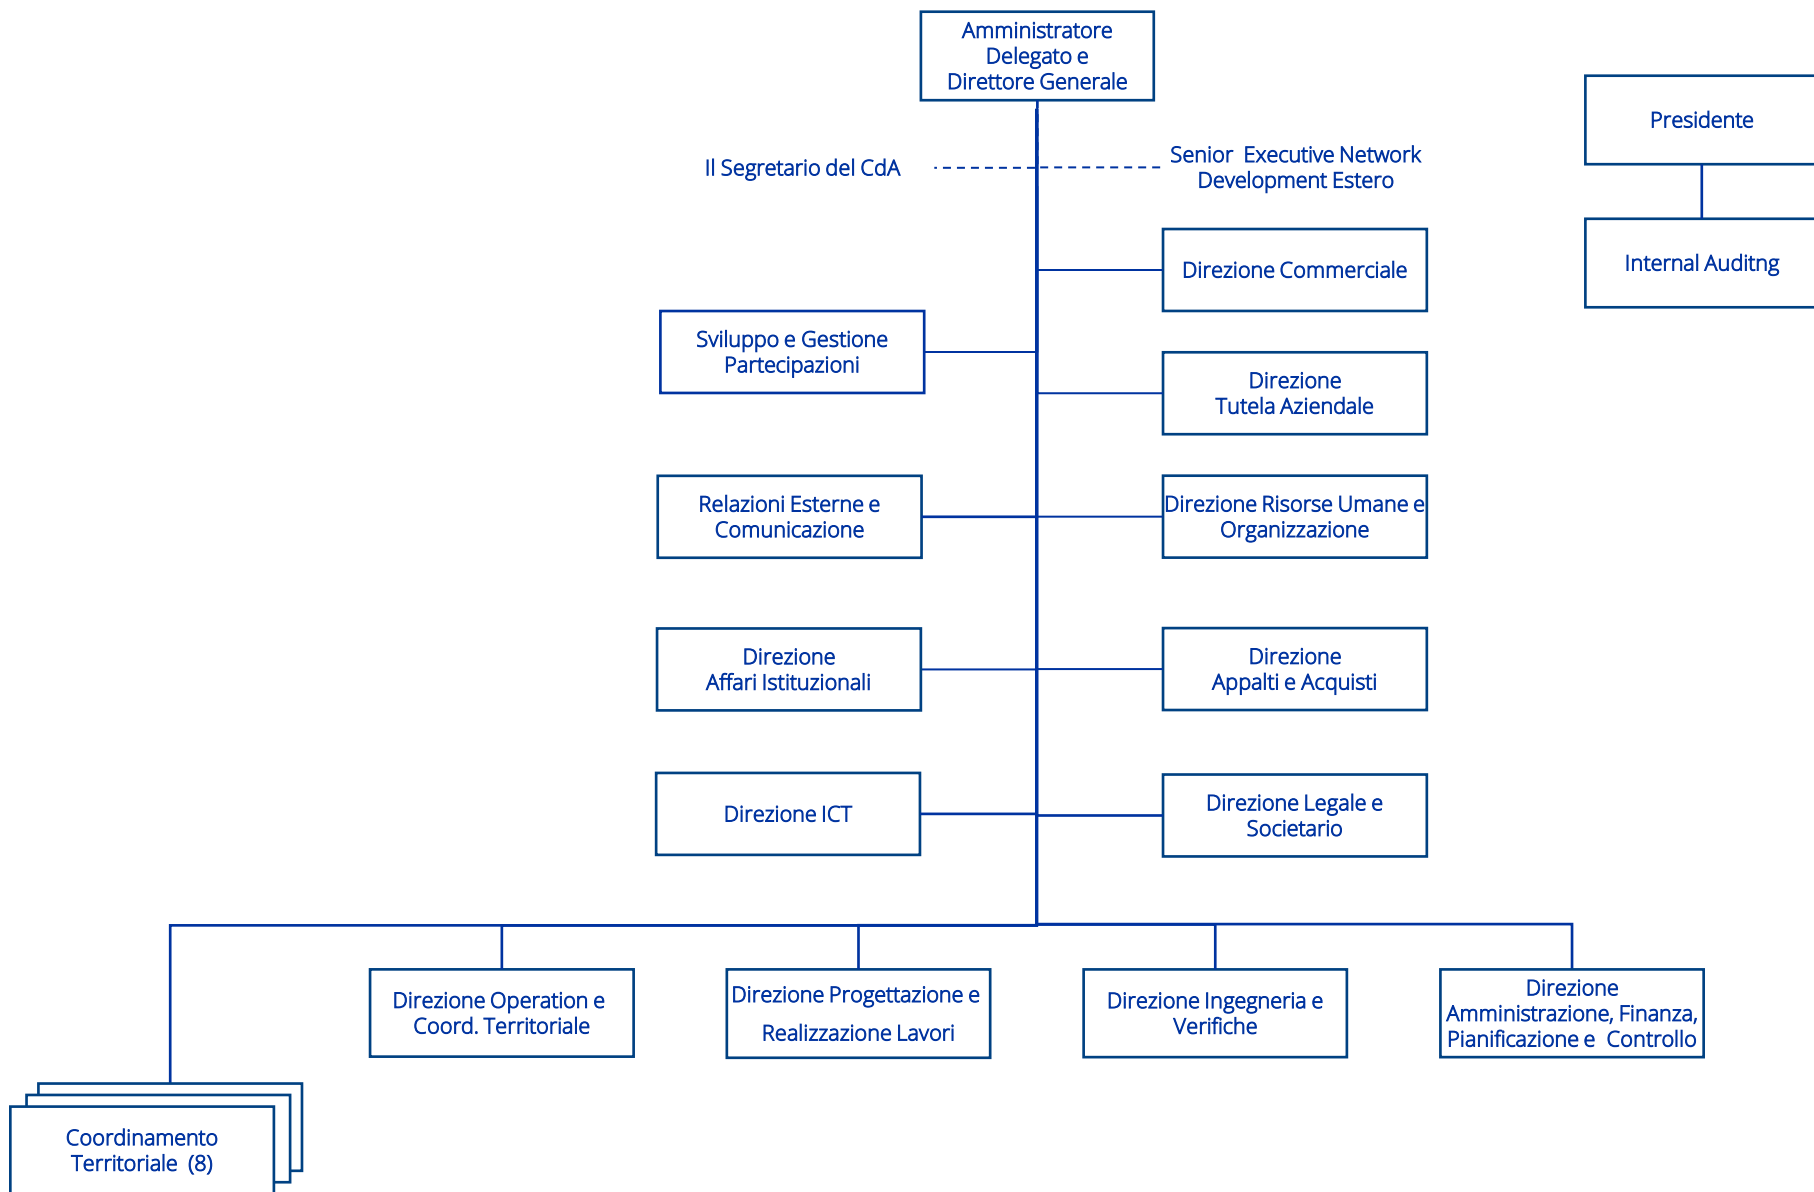 Amministratore
Delegato e
Direttore Generale
Presidente
Il Segretario del CdA
Senior Executive Network
Development Estero
Internal Auditng
Direzione Commerciale
Sviluppo e Gestione
Partecipazioni
Direzione
Tutela Aziendale
Relazioni Esterne e
Comunicazione
Direzione Risorse Umane e
Organizzazione
Direzione
Affari Istituzionali
Direzione
Appalti e Acquisti
Direzione ICT
Direzione Legale e
Societario
Direzione Operation e
Coord. Territoriale
Direzione Progettazione e
Realizzazione Lavori
Direzione Ingegneria e
Verifiche
Direzione
Amministrazione, Finanza,
Pianificazione e Controllo
Coordinamento
Territoriale (8)